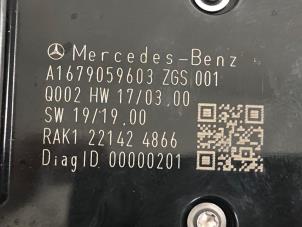 Mercedes-Benz
A1679059603 ZGS 001
Q002 HW 17/03.00
SW 19/19.00
RAK1 22142 4866
DiagID 00000201